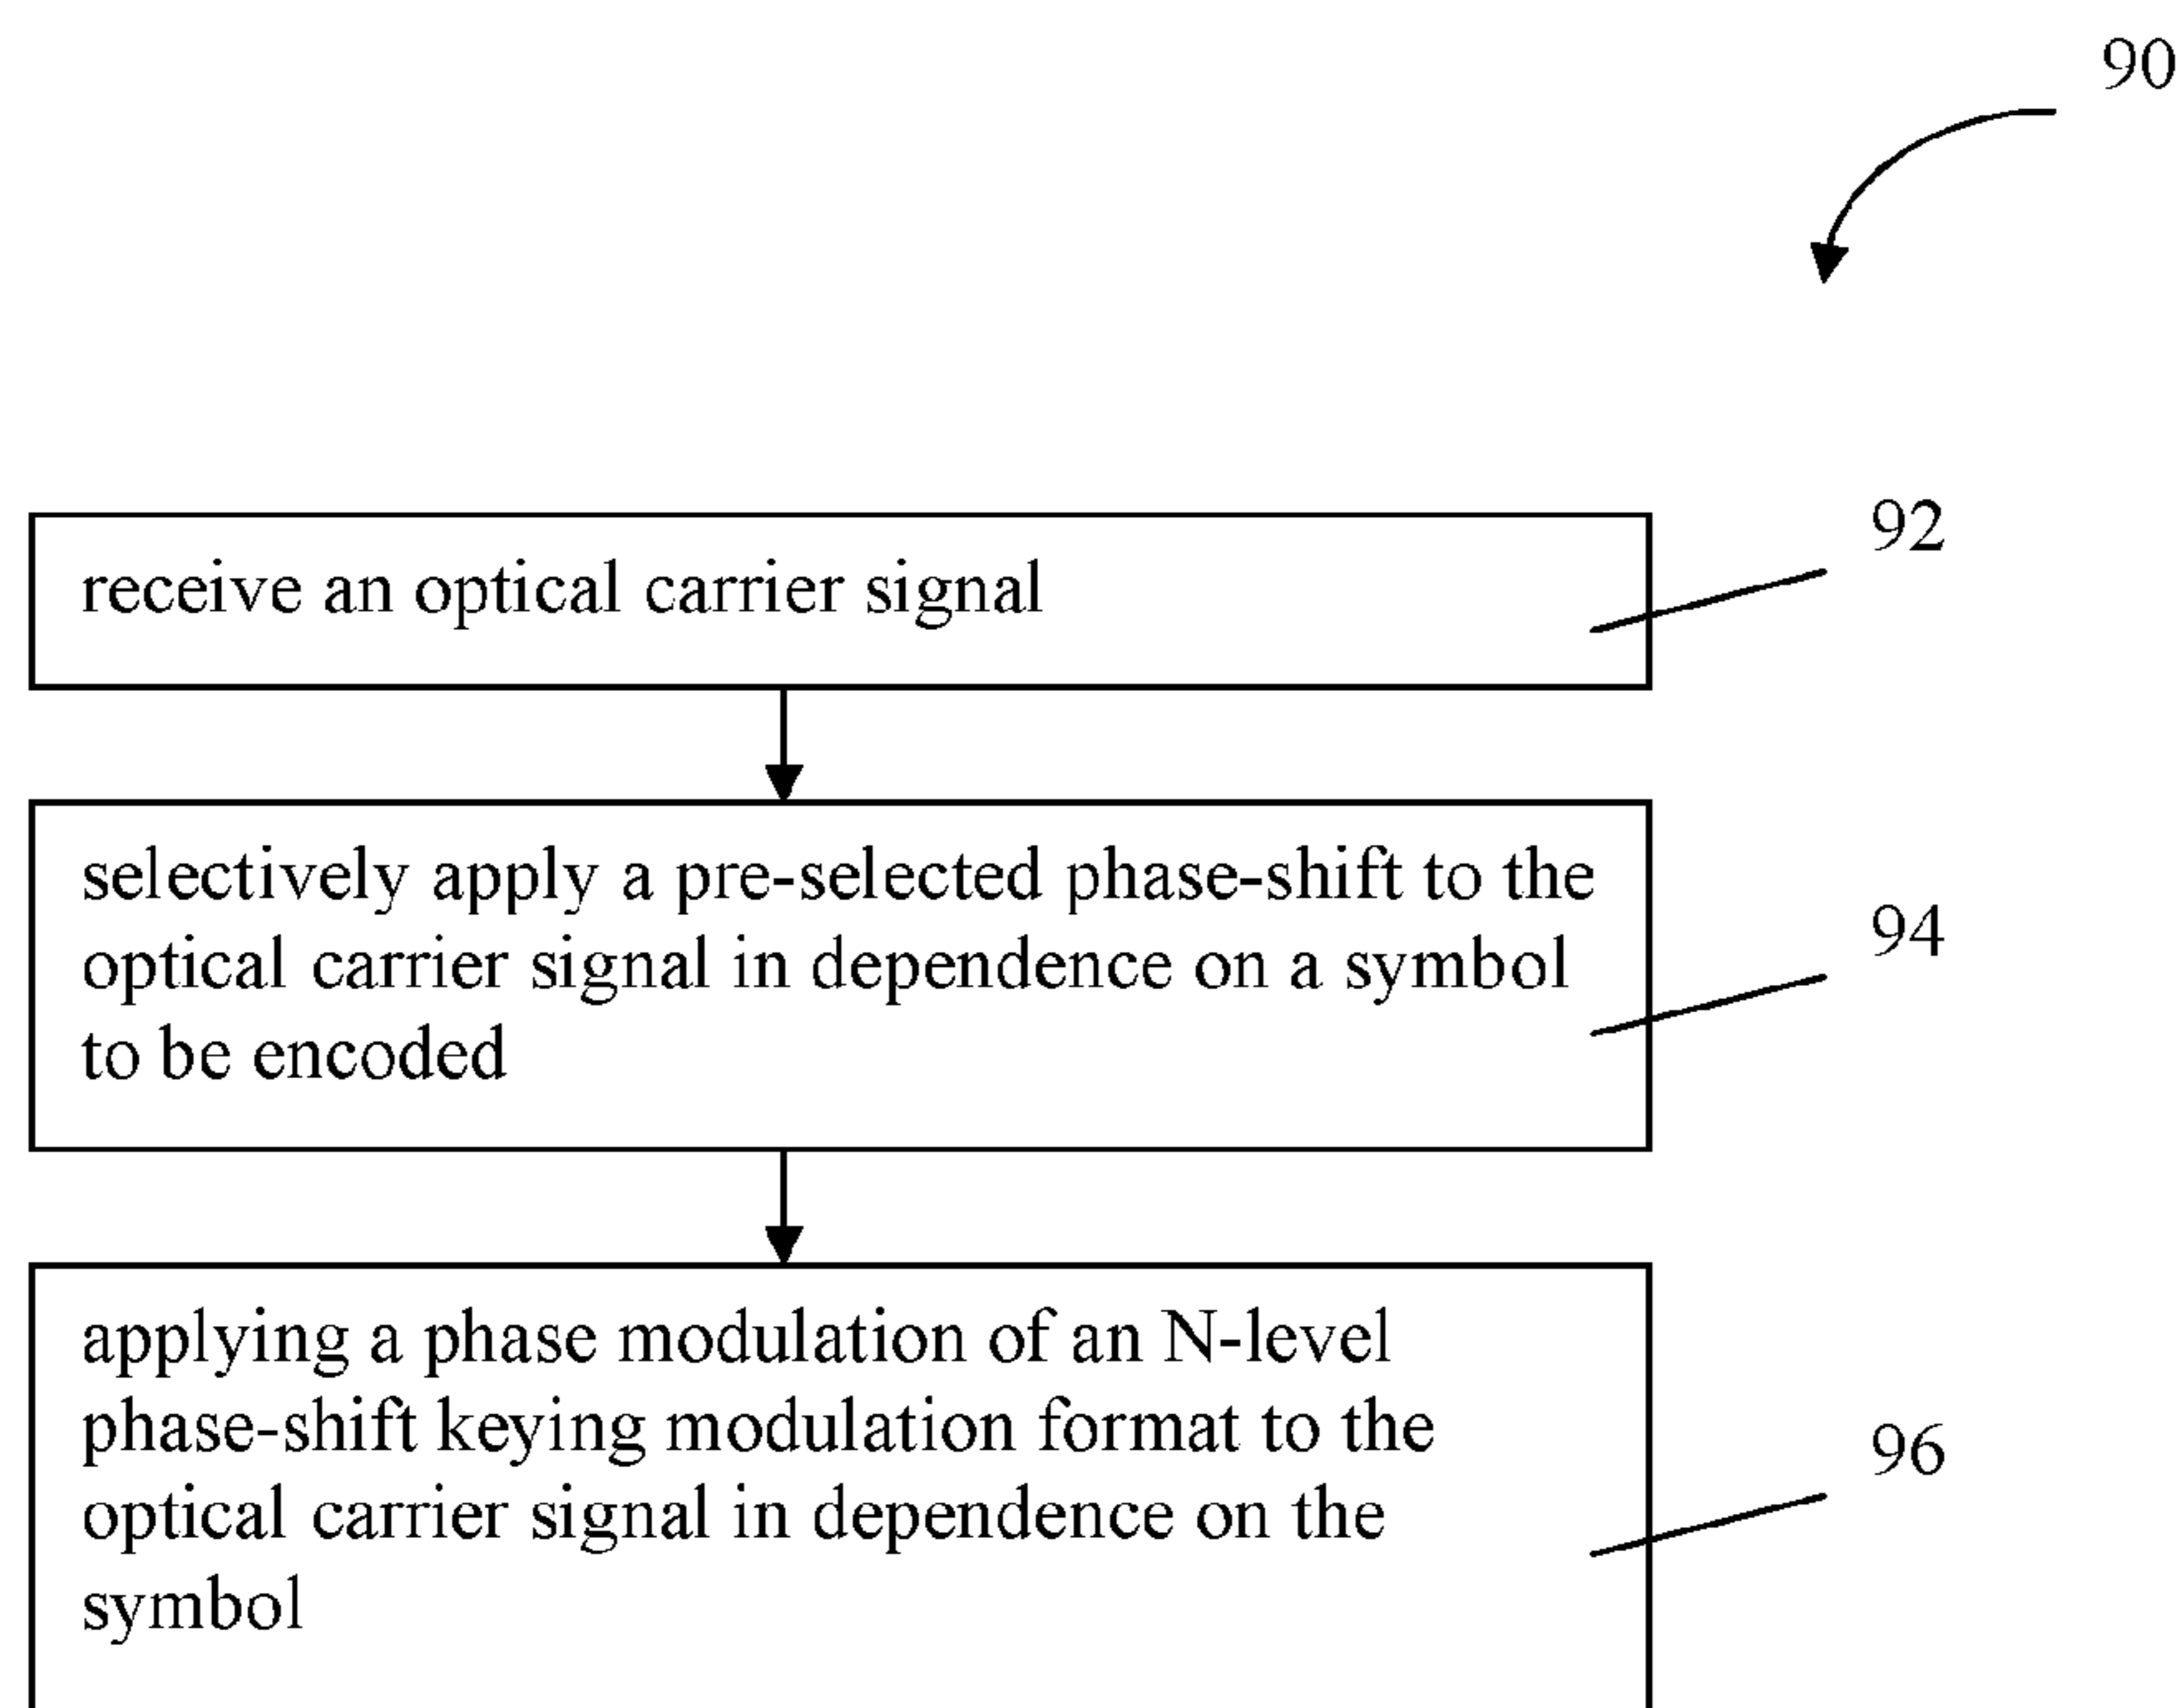 90
receive an optical carrier signal
92
selectively apply a pre-selected phase-shift to the
optical carrier signal in dependence on a symbol
to be encoded
94
applying a phase modulation of an N-level
phase-shift keying modulation format to the
optical carrier signal in dependence on the
symbol
96